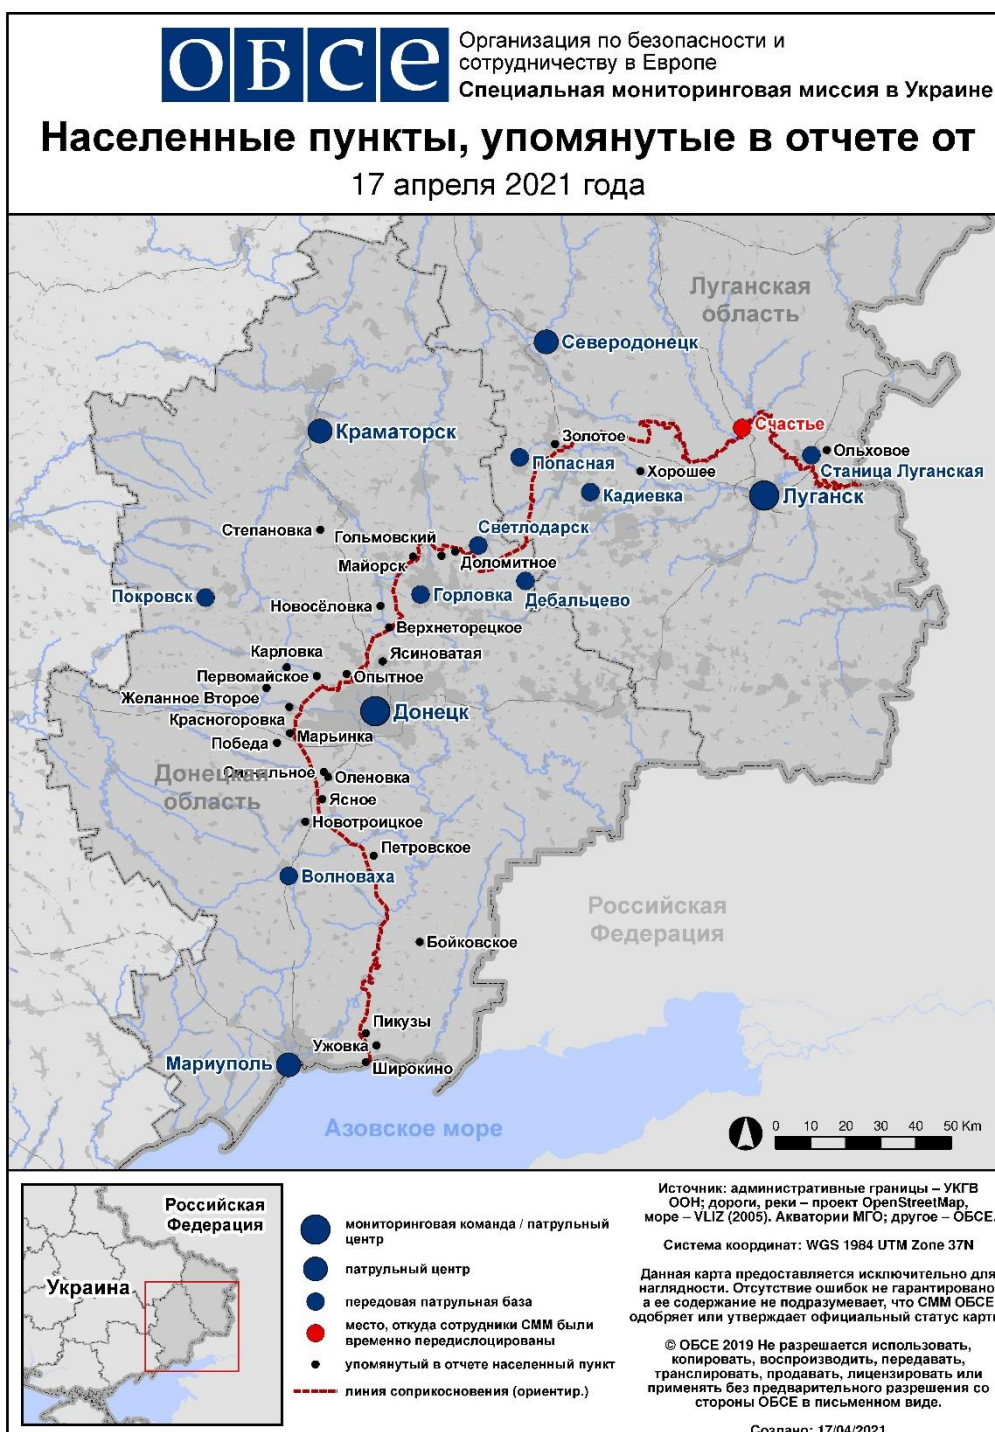 ОБСЕ
Организация по безопасности и
сотрудничеству в Европе
Специальная мониторинговая миссия в Украине
Населенные пункты, упомянутые в отчете от
17 апреля 2021 года
Луганская
область
Северодонецк
Счастье
Краматорск
Золотое
Ольховое
Попасная
Хорошее
Станица Луганская
Кадиевка
Луганск
Степановка
Светлодарск
Гольмовский
Майорск
Доломитное
Покровск
Горловка
Дебальцево
Новосёловка
Верхнеторецкое
Карловка
Ясиноватая
Первомайское
Опытное
Желанное Второе
Красногоровка
Донецк
Марьинка
Победа
Сигнальное
Оленовка
Донецкая
область
Ясное
Новотроицкое
Петровское
Волноваха
Российская
Федерация
Бойковское
Пикузы
Ужовка
Мариуполь
Широкино
Азовское море
0 10 20 30 40 50 Km
Российская
Федерация
Украина
мониторинговая команда / патрульный
центр
патрульный центр
передовая патрульная база
место, откуда сотрудники СММ были
временно передислоцированы
упомянутый в отчете населенный пункт
линия соприкосновения (ориентир.)
Источник: административные границы – УКГВ
ООН; дороги, реки – проект OpenStreetMap,
море – VLIZ (2005). Акватории МГО; другое – ОБСЕ.
Система координат: WGS 1984 UTM Zone 37N
Данная карта предоставляется исключительно для
наглядности. Отсутствие ошибок не гарантировано
а ее содержание не подразумевает, что СММ ОБСЕ
одобряет или утверждает официальный статус карты
© ОБСЕ 2019 Не разрешается использовать,
копировать, воспроизводить, передавать,
транслировать, продавать, лицензировать или
применять без предварительного разрешения со
стороны ОБСЕ в письменном виде.
Создано: 17/04/2021